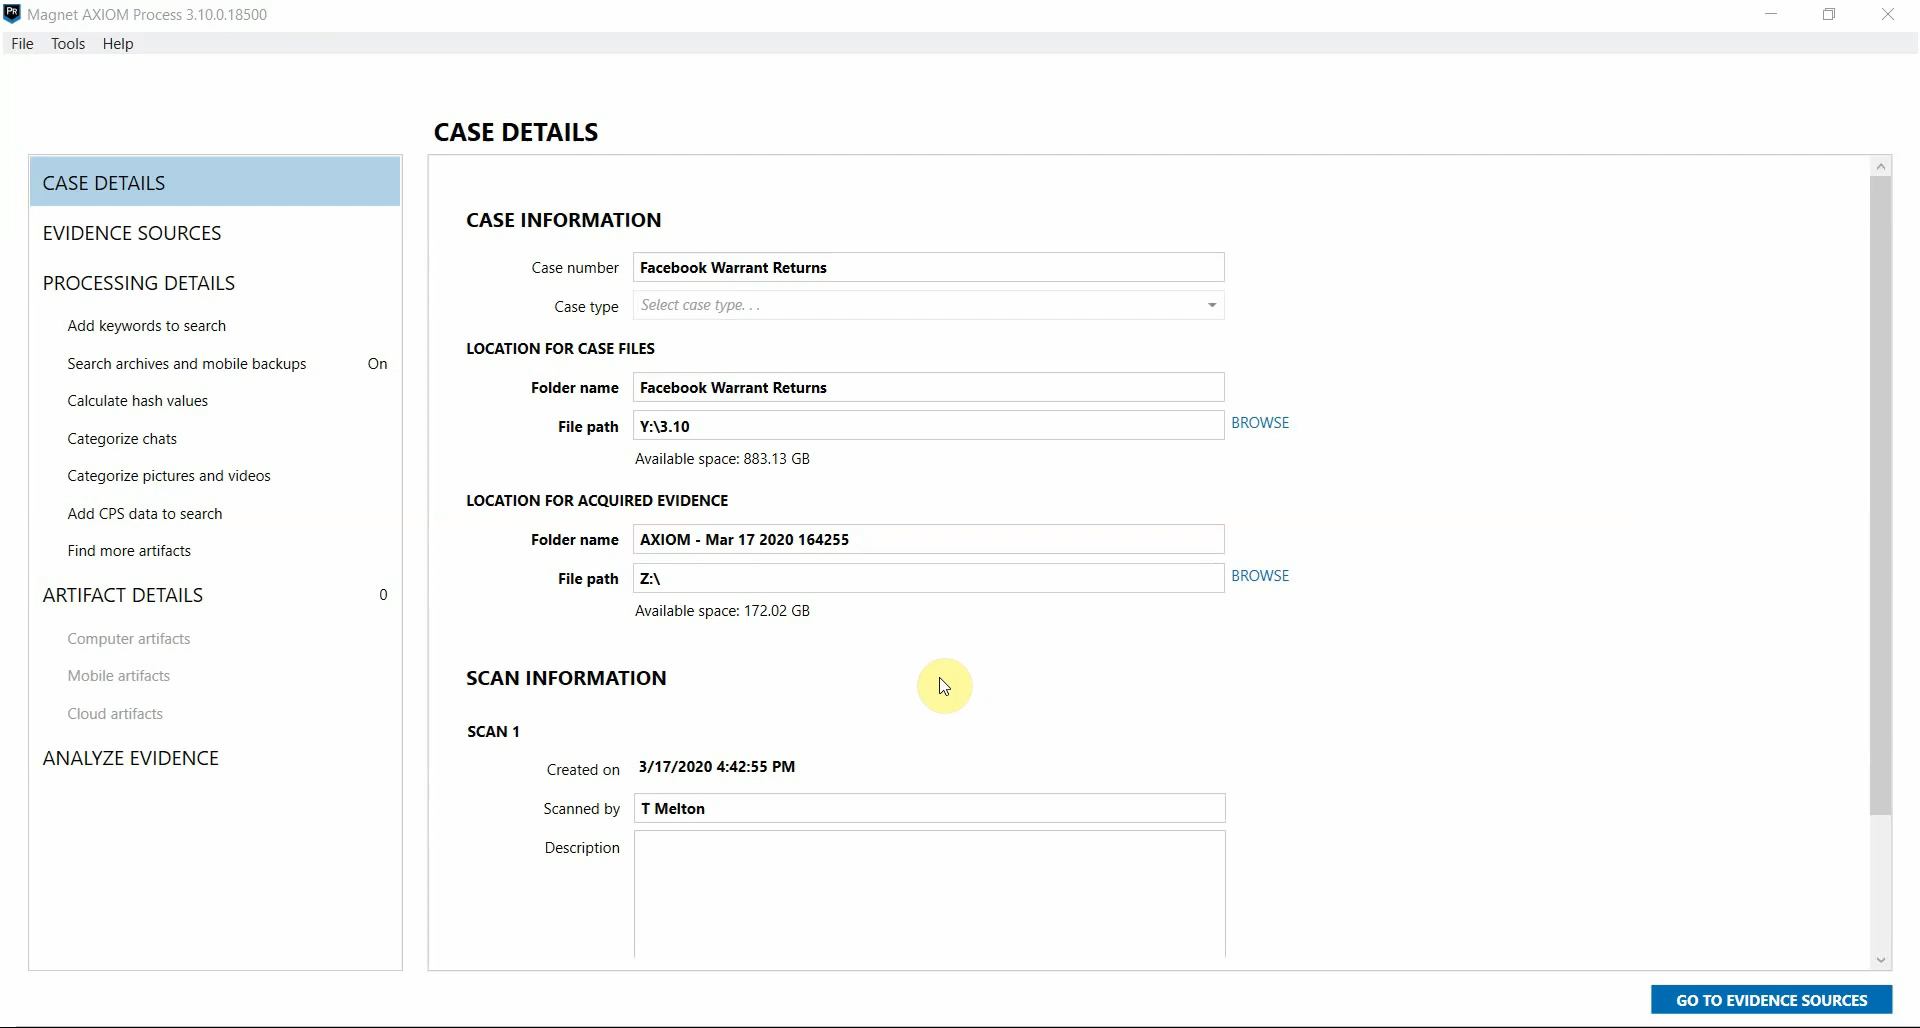 PR Magnet AXIOM Process 3.10.0.18500
File Tools Help
CASE DETAILS
CASE DETAILS
EVIDENCE SOURCES
PROCESSING DETAILS
Add keywords to search
Search archives and mobile backups On
Calculate hash values
Categorize chats
Categorize pictures and videos
Add CPS data to search
Find more artifacts
ARTIFACT DETAILS 0
Computer artifacts
Mobile artifacts
Cloud artifacts
ANALYZE EVIDENCE
CASE INFORMATION
Case number Facebook Warrant Returns
Case type Select case type. . .
LOCATION FOR CASE FILES
Folder name Facebook Warrant Returns
File path Y:\3.10 BROWSE
Available space: 883.13 GB
LOCATION FOR ACQUIRED EVIDENCE
Folder name AXIOM - Mar 17 2020 164255
File path Z:\ BROWSE
Available space: 172.02 GB
SCAN INFORMATION
SCAN 1
Created on 3/17/2020 4:42:55 PM
Scanned by T Melton
Description
GO TO EVIDENCE SOURCES